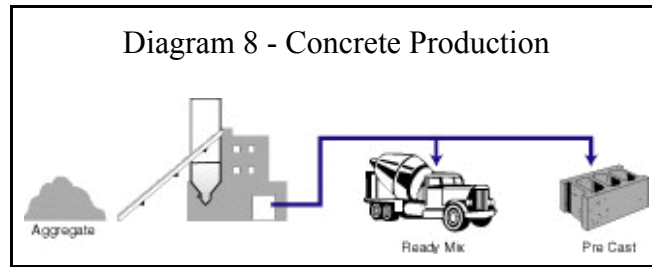 Diagram 8 - Concrete Production
Aggregate
Ready Mix
Pre Cast